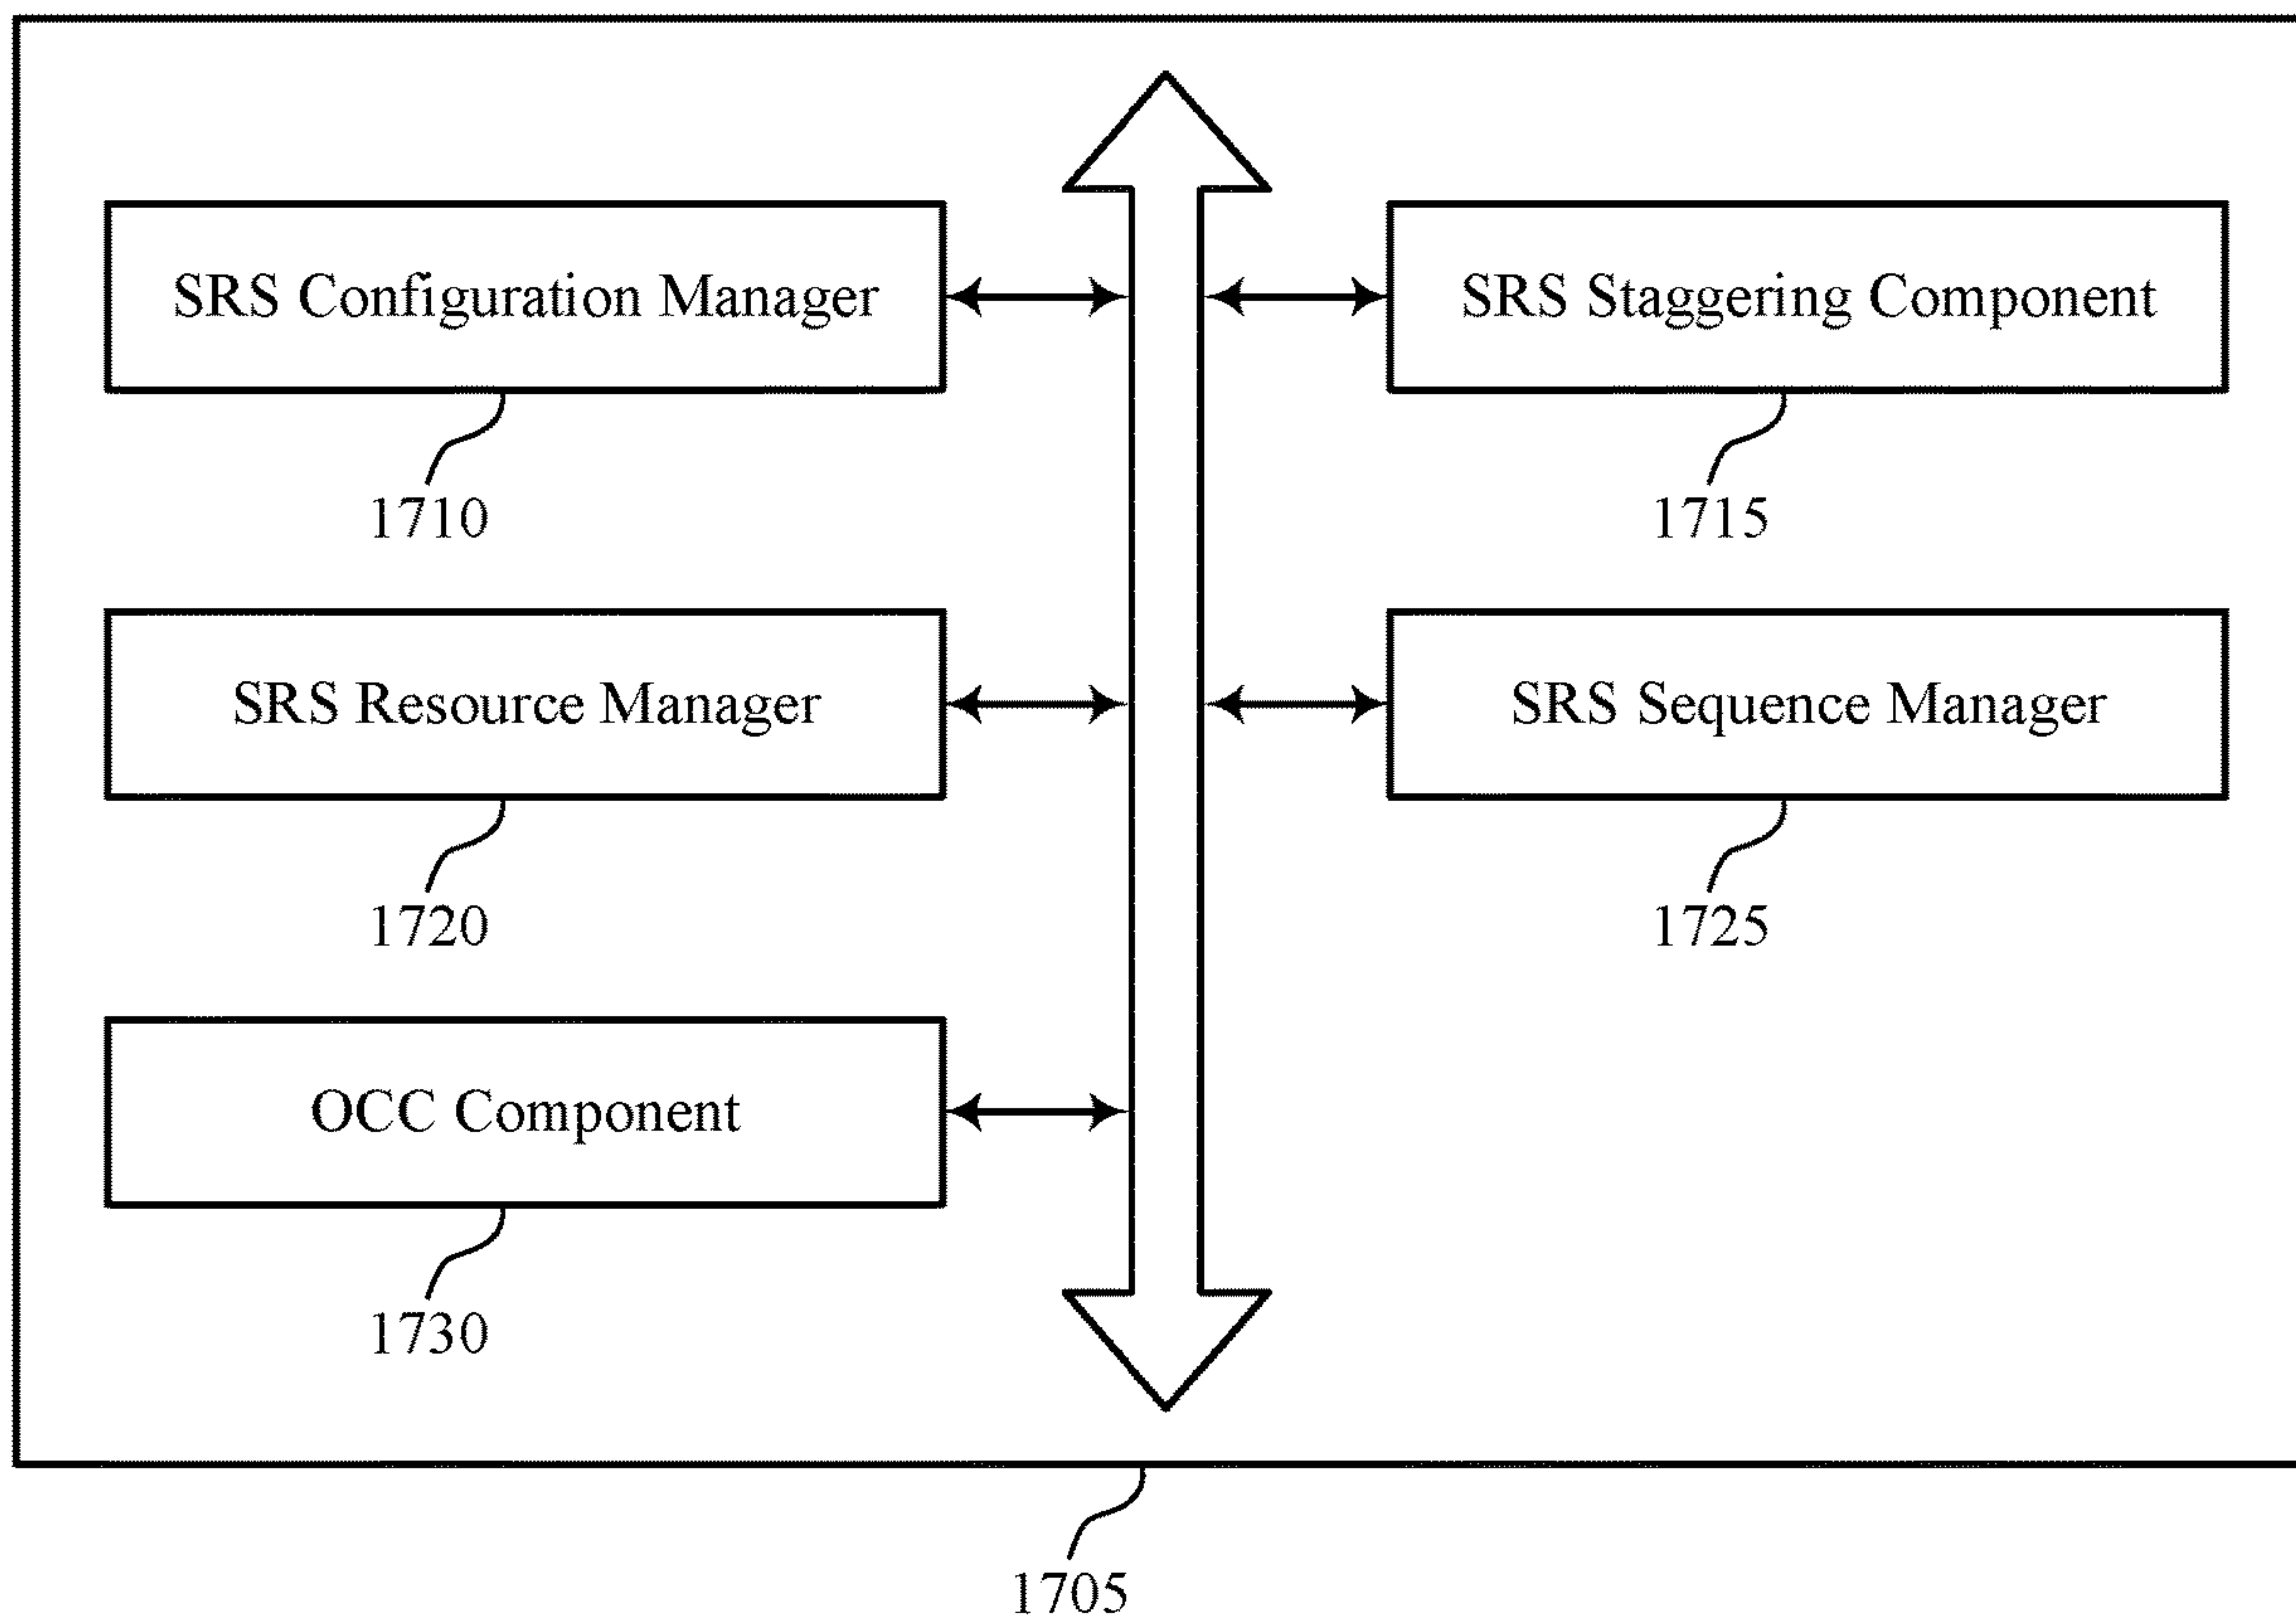 SRS Configuration Manager
SRS Staggering Component
1710
1715
SRS Resource Manager
SRS Sequence Manager
1720
1725
OCC Component
1730
1705